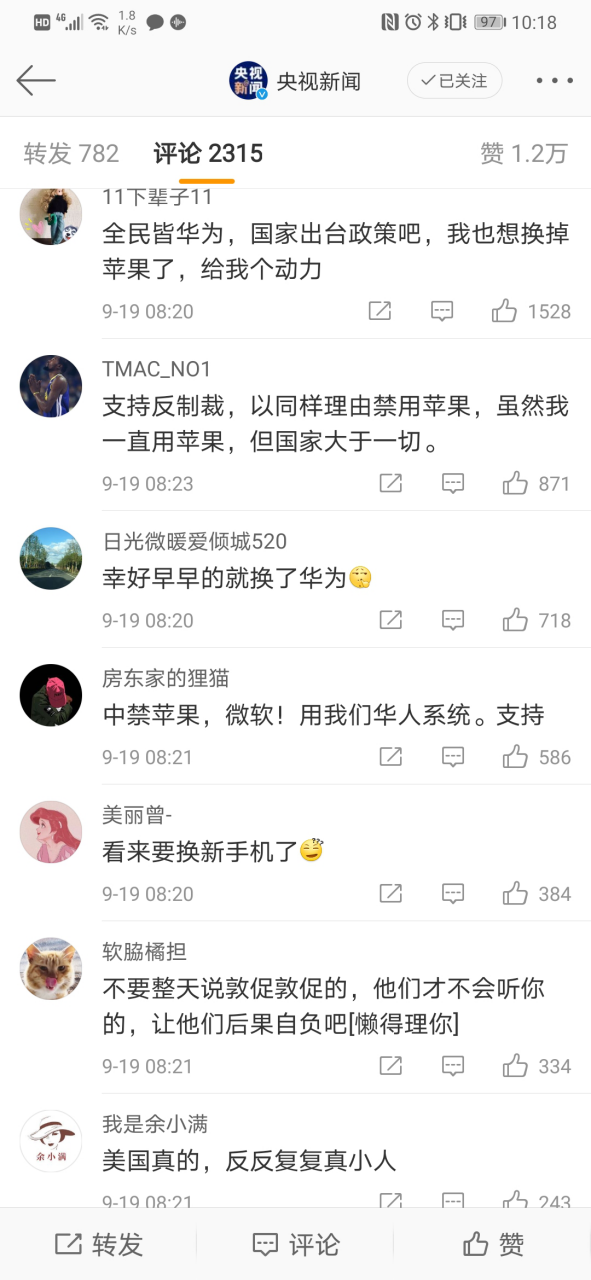 HD 4G 1.8 K/s 97 10:18
央视新闻
央视新闻 已关注
转发 782 评论 2315 赞 1.2万
11下辈子11
全民皆华为，国家出台政策吧，我也想换掉
苹果了，给我个动力
9-19 08:20 1528
TMAC_NO1
支持反制裁，以同样理由禁用苹果，虽然我
一直用苹果，但国家大于一切。
9-19 08:23 871
日光微暖爱倾城520
幸好早早的就换了华为
9-19 08:20 718
房东家的狸猫
中禁苹果，微软！用我们华人系统。支持
9-19 08:21 586
美丽曾-
看来要换新手机了
9-19 08:20 384
软脇橘担
不要整天说敦促敦促的，他们才不会听你
的，让他们后果自负吧[懒得理你]
9-19 08:21 334
我是余小满
余小满
美国真的，反反复复真小人
9-19 08:21 243
转发 评论 赞